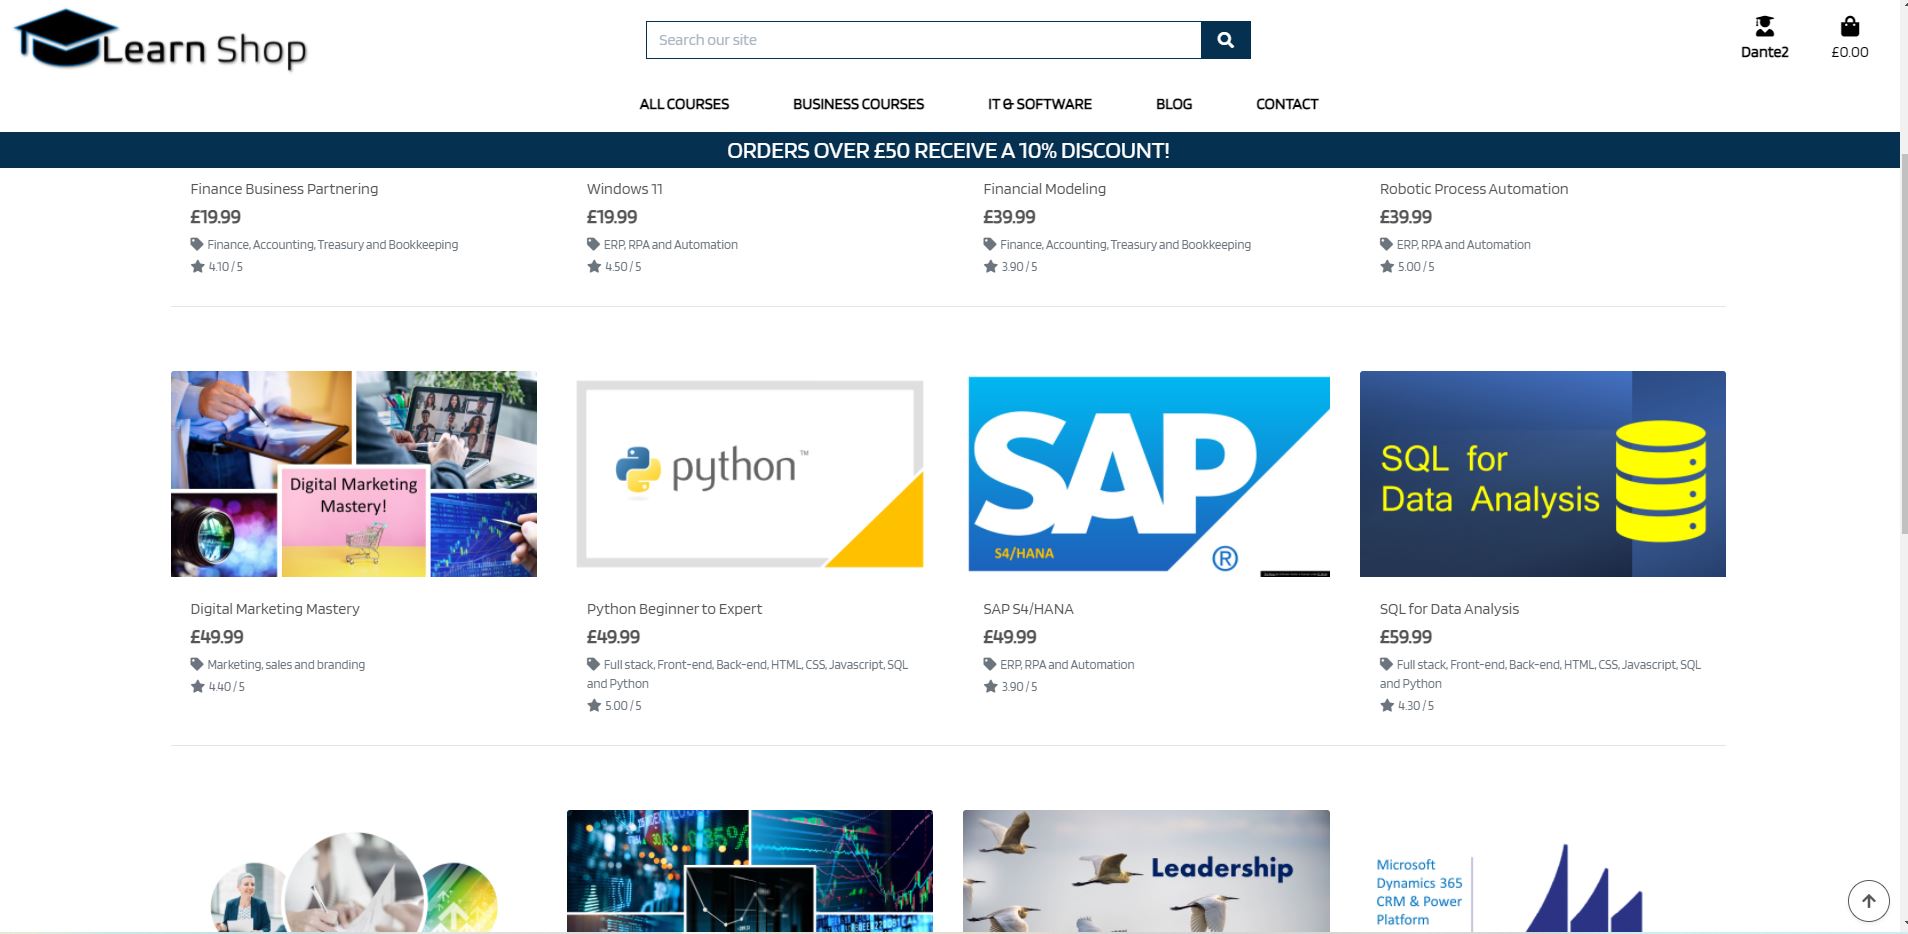 Learn Shop
Search our site
Dante2
£0.00
ALL COURSES
BUSINESS COURSES
IT & SOFTWARE
BLOG
CONTACT
ORDERS OVER £50 RECEIVE A 10% DISCOUNT!
Finance Business Partnering
£19.99
Finance, Accounting, Treasury and Bookkeeping
4.10 / 5
Windows 11
£19.99
ERP, RPA and Automation
4.50 / 5
Financial Modeling
£39.99
Finance, Accounting, Treasury and Bookkeeping
3.90 / 5
Robotic Process Automation
£39.99
ERP, RPA and Automation
5.00 / 5
Digital Marketing
Mastery!
Digital Marketing Mastery
£49.99
Marketing, sales and branding
4.40 / 5
python™
Python Beginner to Expert
£49.99
Full stack, Front-end, Back-end, HTML, CSS, Javascript, SQL
and Python
5.00 / 5
SAP
S4/HANA
®
SAP S4/HANA
£49.99
ERP, RPA and Automation
3.90 / 5
SQL for
Data Analysis
SQL for Data Analysis
£59.99
Full stack, Front-end, Back-end, HTML, CSS, Javascript, SQL
and Python
4.30 / 5
Leadership
Microsoft
Dynamics 365
CRM & Power
Platform